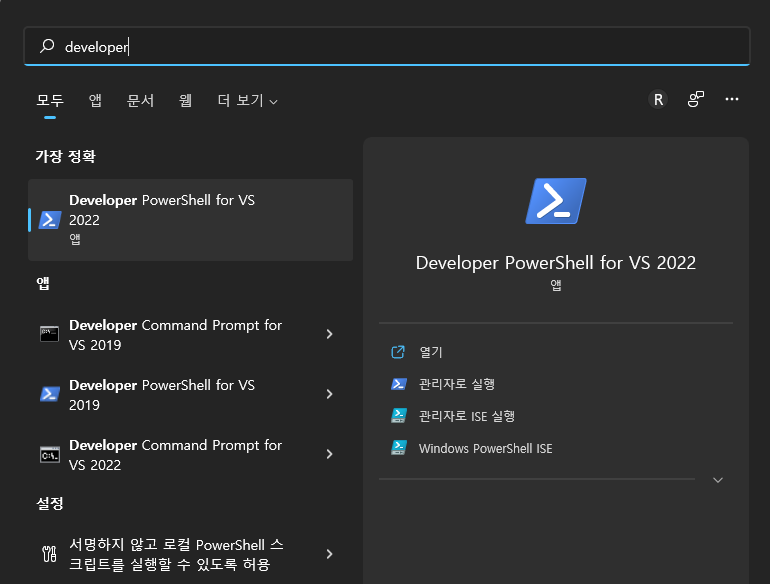 developer
모두 앱 문서 웹 더 보기
R
가장 정확
Developer PowerShell for VS
2022
앱
앱
Developer Command Prompt for
VS 2019
Developer PowerShell for VS
2019
Developer Command Prompt for
VS 2022
설정
서명하지 않고 로컬 PowerShell 스
크립트를 실행할 수 있도록 허용
Developer PowerShell for VS 2022
앱
열기
관리자로 실행
관리자로 ISE 실행
Windows PowerShell ISE